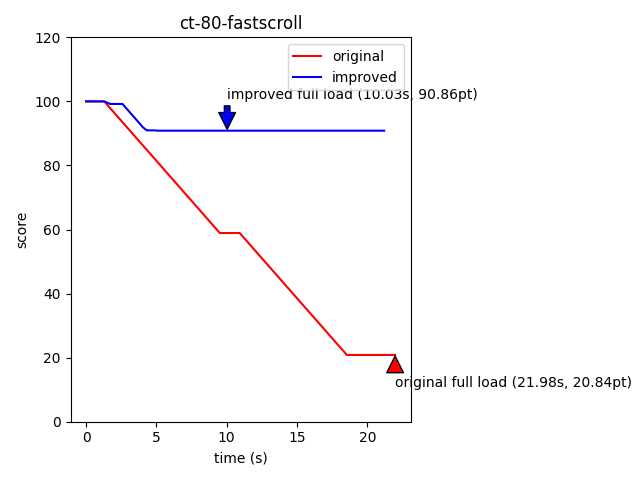 ct-80-fastscroll
original
improved
improved full load (10.03s, 90.86pt)
original full load (21.98s, 20.84pt)
score
120
100
80
60
40
20
0
0 5 10 15 20
time (s)